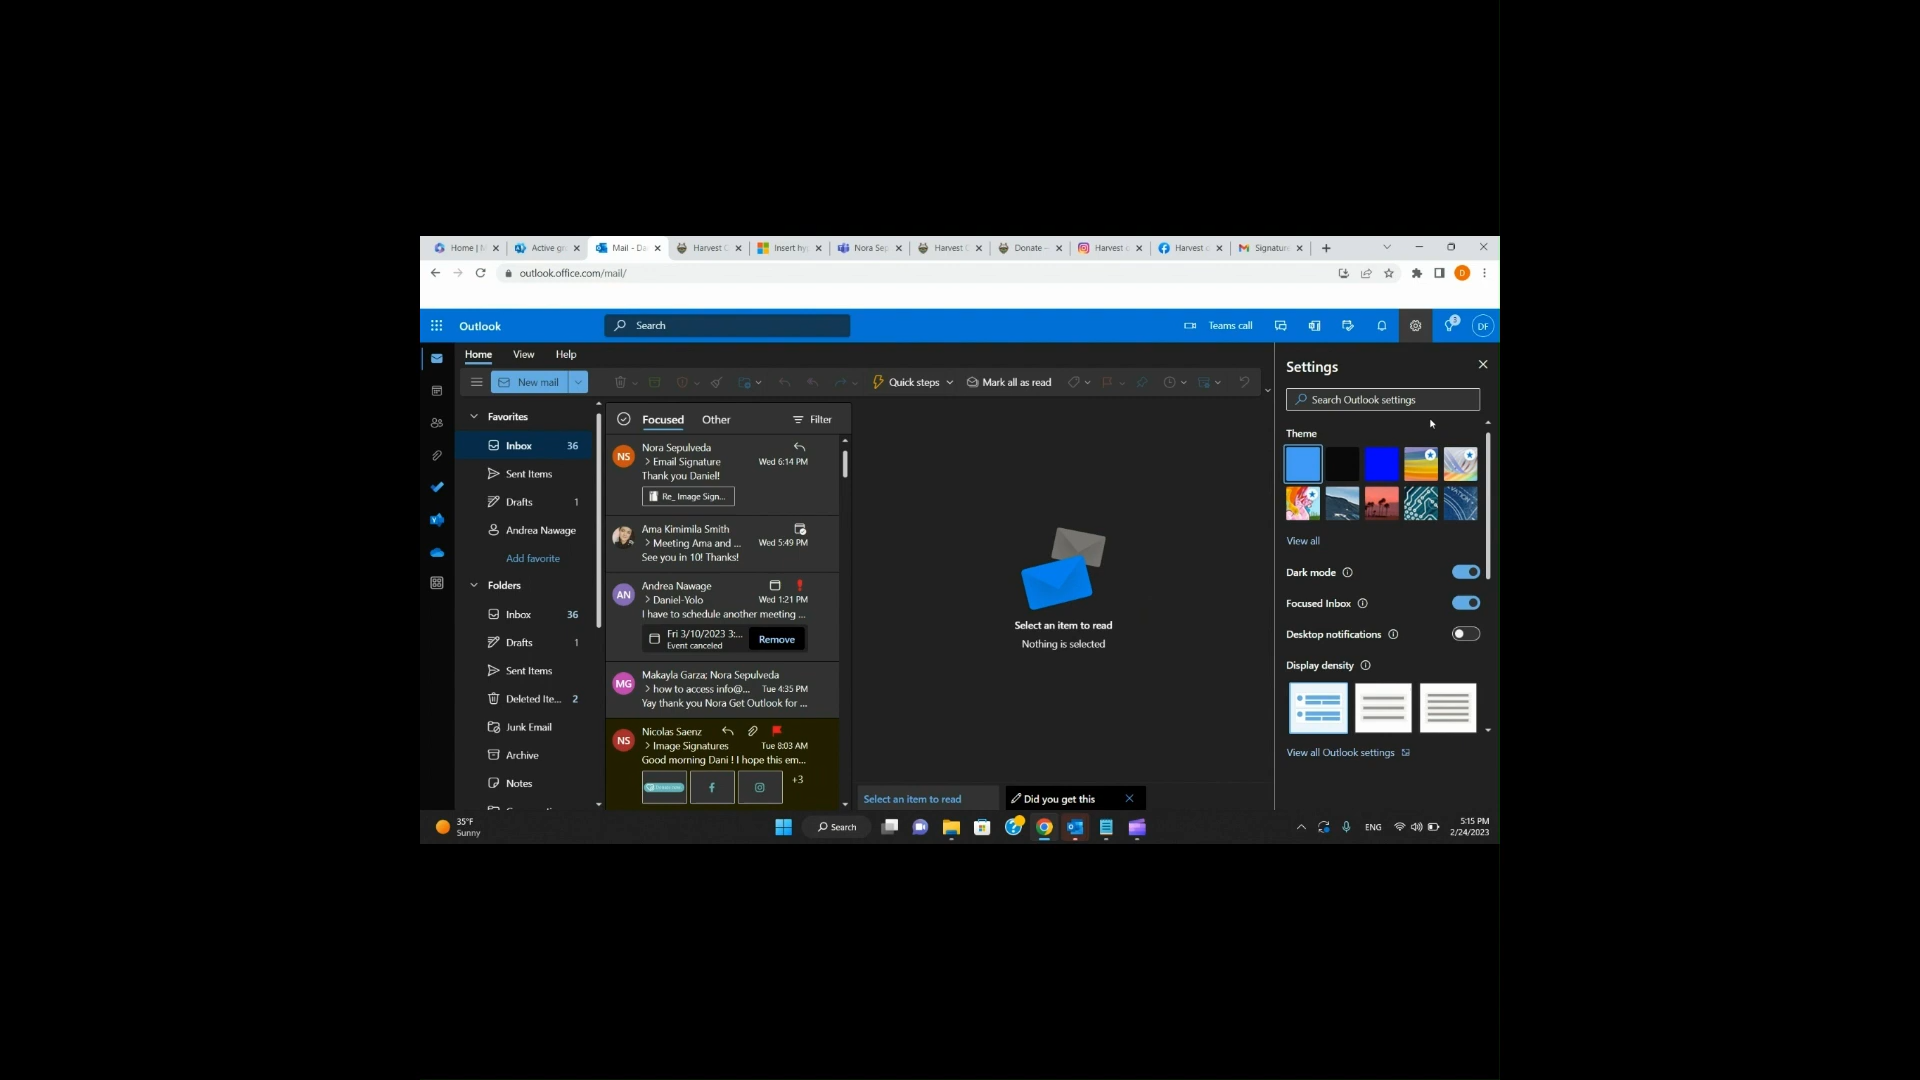 Home | M
Active gr
Mail - Da
Harvest C
Insert hy
Nora Sep
Harvest
Donate –
Harvest c
Harvest c
Signature
outlook.office.com/mail/
D
Outlook
Search
Teams call
3
DF
Home View Help
New mail
Quick steps
Mark all as read
Favorites
Inbox 36
Sent Items
Drafts 1
Andrea Nawage
Add favorite
Folders
Inbox 36
Drafts 1
Sent Items
Deleted Ite... 2
Junk Email
Archive
Notes
Focused Other Filter
NS
Nora Sepulveda
> Email Signature Wed 6:14 PM
Thank you Daniel!
Re_ Image Sign...
Ama Kimimila Smith
> Meeting Ama and ... Wed 5:49 PM
See you in 10! Thanks!
AN
Andrea Nawage
> Daniel-Yolo Wed 1:21 PM
I have to schedule another meeting ...
Fri 3/10/2023 3:...
Event canceled
Remove
MG
Makayla Garza; Nora Sepulveda
> how to access info@... Tue 4:35 PM
Yay thank you Nora Get Outlook for ...
NS
Nicolas Saenz
> Image Signatures Tue 8:03 AM
Good morning Dani ! I hope this em...
+3
Select an item to read
Nothing is selected
Select an item to read
Did you get this
Settings
Search Outlook settings
Theme
View all
Dark mode
Focused Inbox
Desktop notifications
Display density
View all Outlook settings
35°F
Sunny
Search
ENG
5:15 PM
2/24/2023